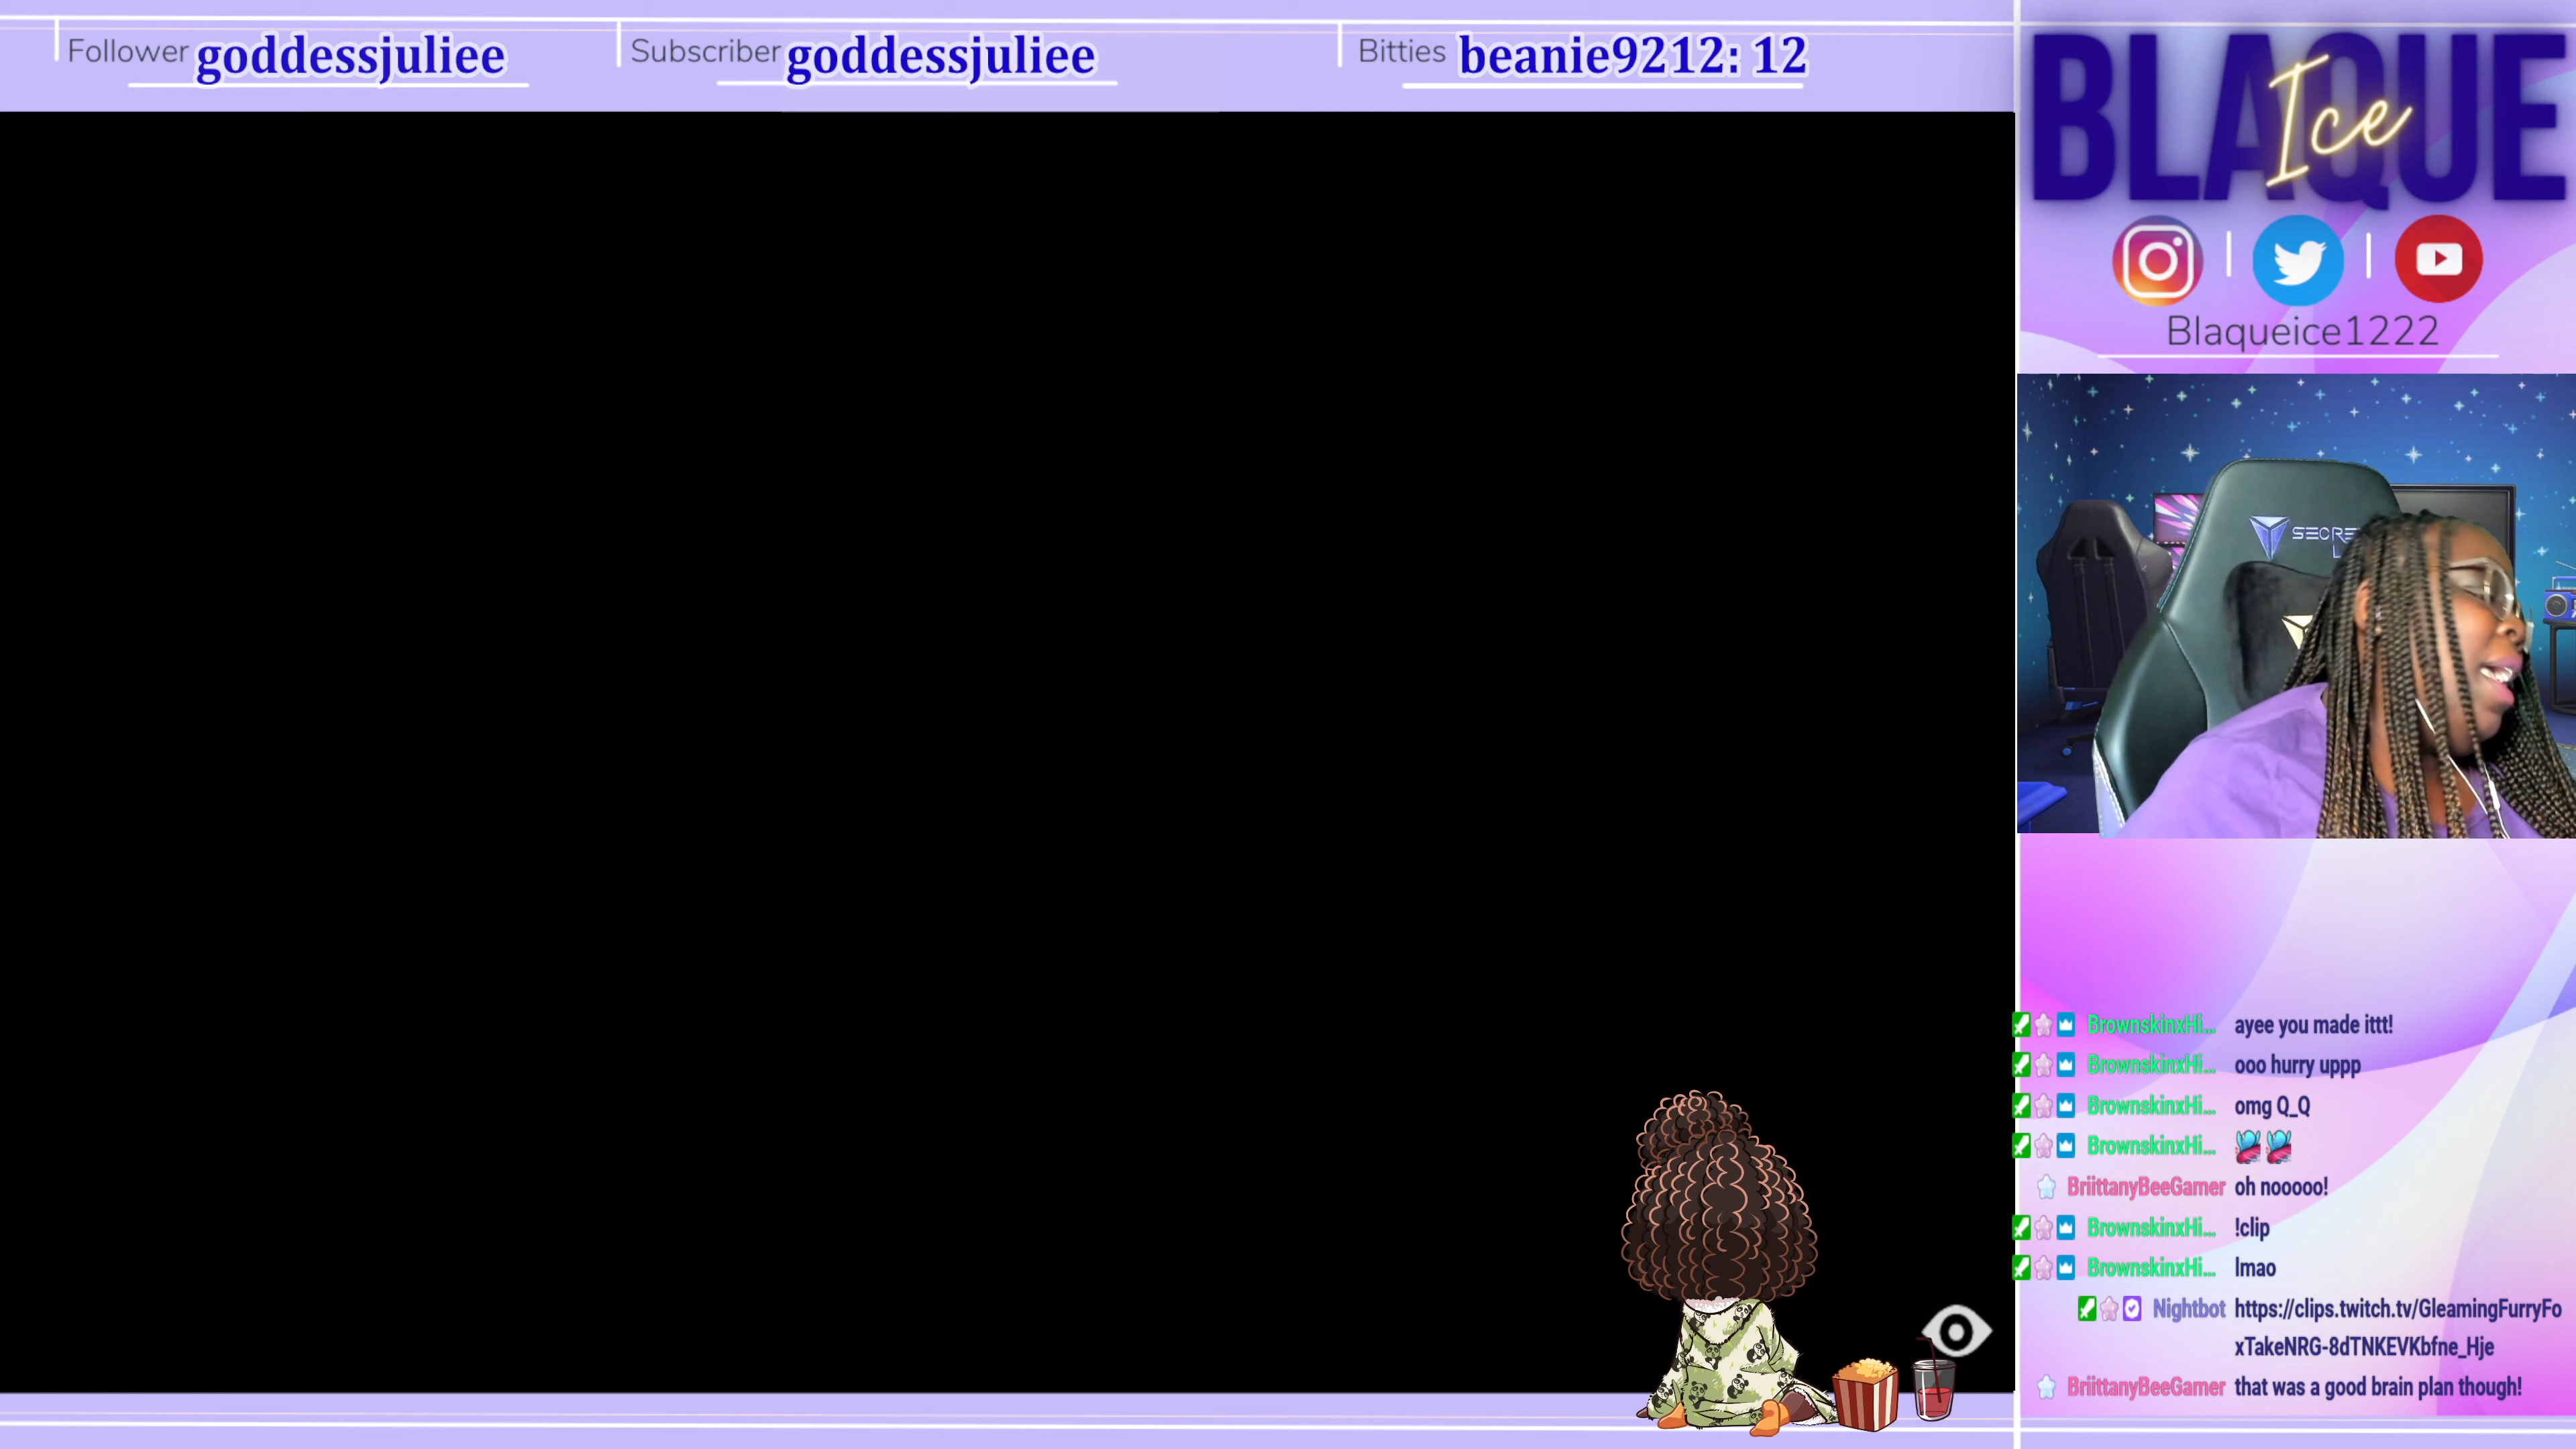 Follower goddessjuliee
Subscriber goddessjuliee
Bitties beanie9212: 12
BLAQUE
Ice
Blaqueice1222
BrownskinxHi... ayee you made ittt!
BrownskinxHi... ooo hurry uppp
BrownskinxHi... omg Q_Q
BrownskinxHi...
BriittanyBeeGamer oh nooooo!
BrownskinxHi... !clip
BrownskinxHi... lmao
Nightbot https://clips.twitch.tv/GleamingFurryFo
xTakeNRG-8dTNKEVKbfne_Hje
BriittanyBeeGamer that was a good brain plan though!